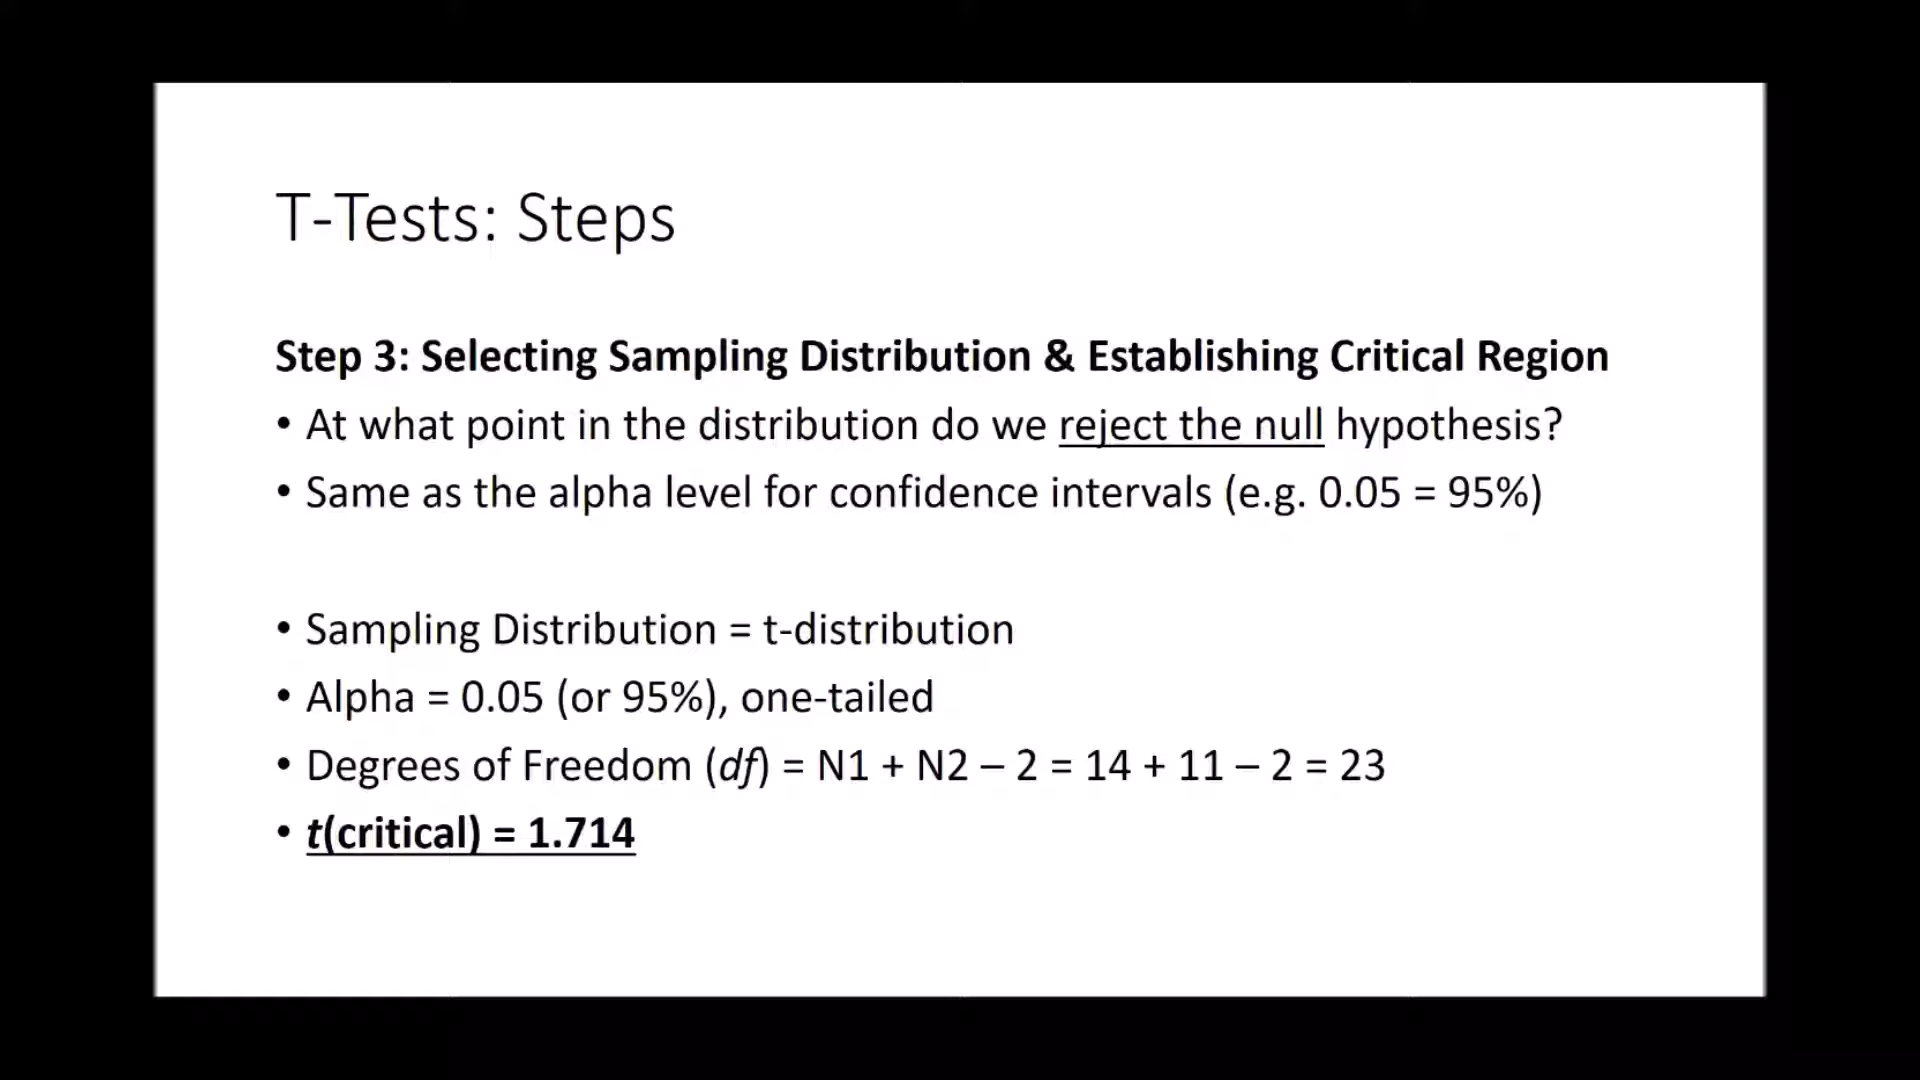 T-Tests: Steps
Step 3: Selecting Sampling Distribution & Establishing Critical Region
• At what point in the distribution do we reject the null hypothesis?
• Same as the alpha level for confidence intervals (e.g. 0.05 = 95%)
• Sampling Distribution = t-distribution
• Alpha = 0.05 (or 95%), one-tailed
• Degrees of Freedom (df) = N1 + N2 – 2 = 14 + 11 – 2 = 23
• t(critical) = 1.714